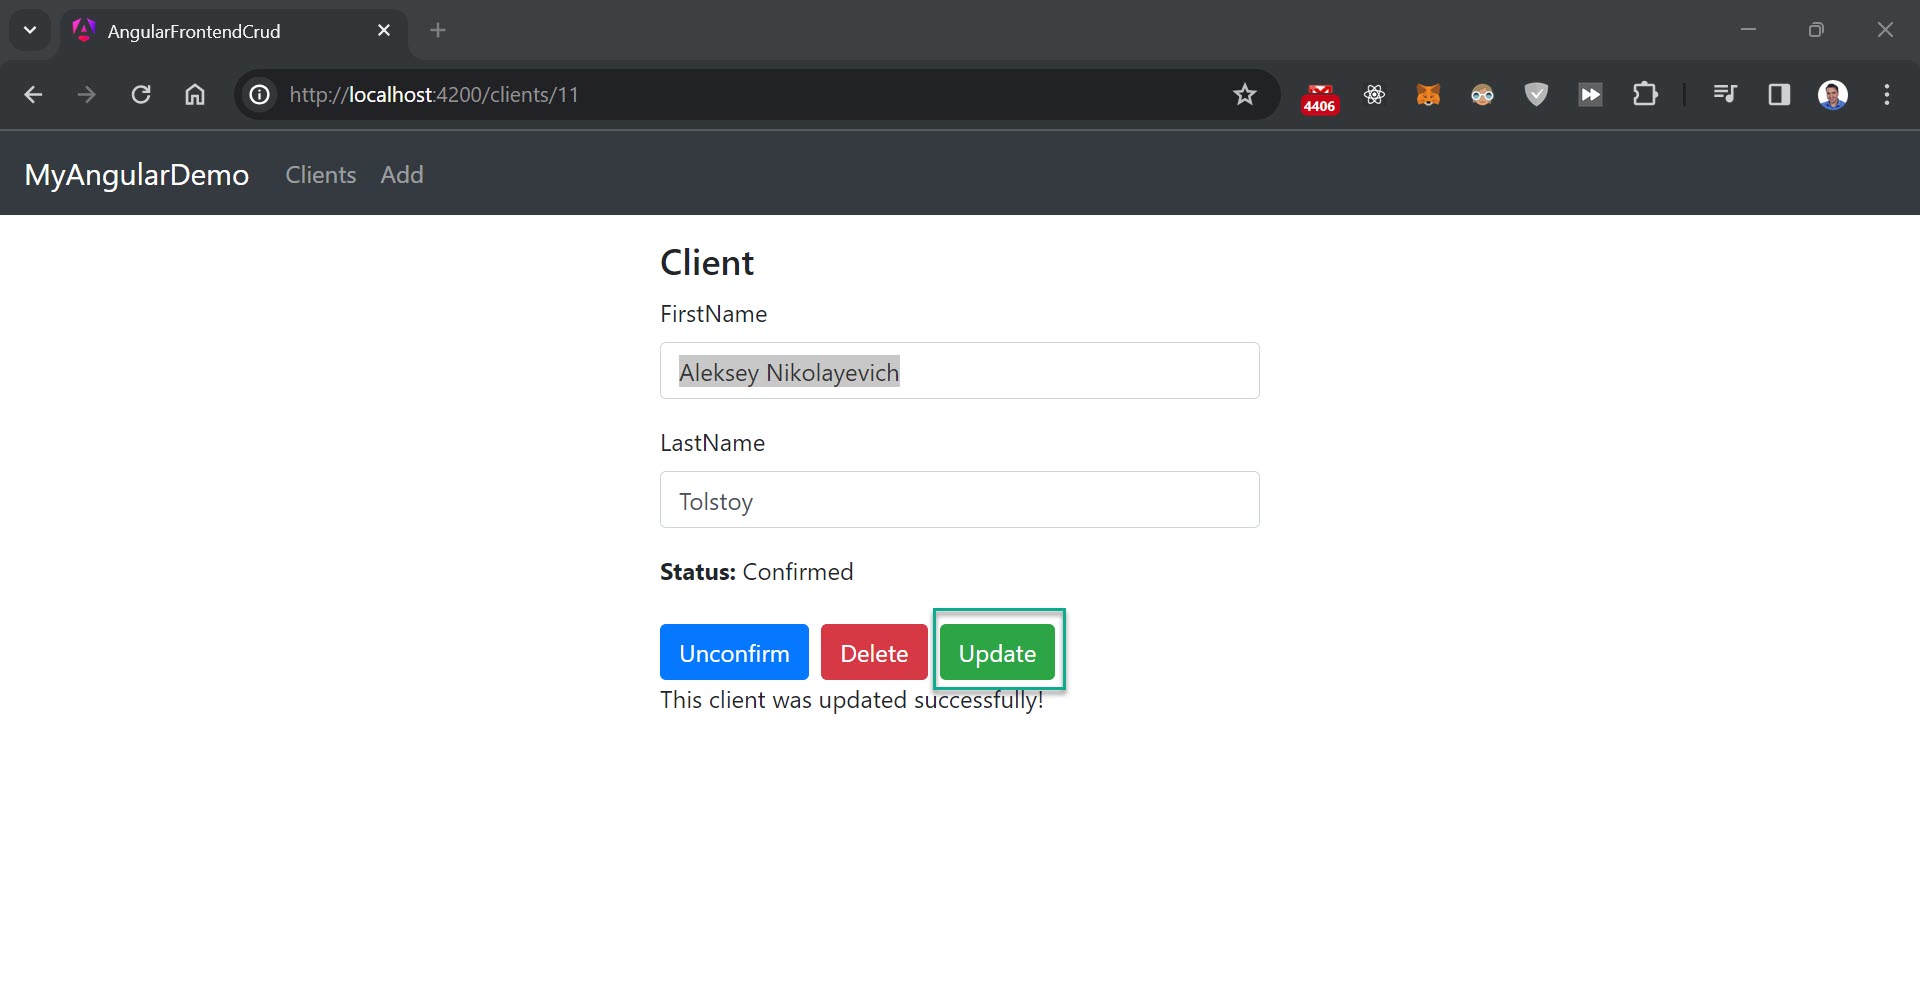 AngularFrontendCrud
http://localhost:4200/clients/11
4406
MyAngularDemo Clients Add
Client
FirstName
Aleksey Nikolayevich
LastName
Tolstoy
Status: Confirmed
Unconfirm Delete Update
This client was updated successfully!